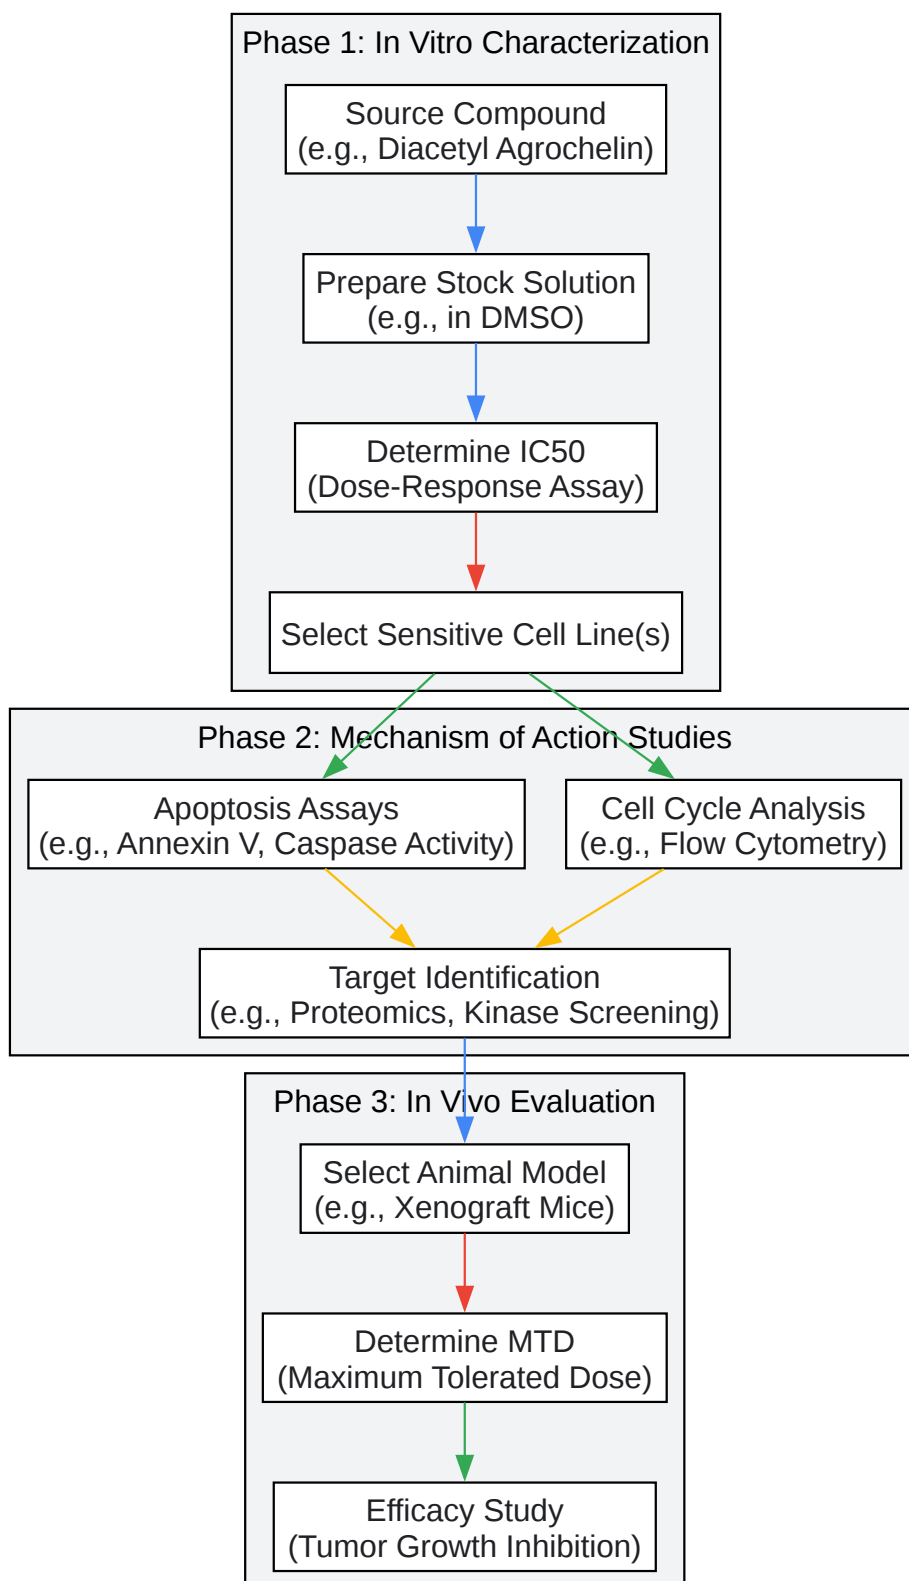 Phase 1: In Vitro Characterization
Source Compound
(e.g., Diacetyl Agrochelin)
Prepare Stock Solution
(e.g., in DMSO)
Determine IC50
(Dose-Response Assay)
Select Sensitive Cell Line(s)
Phase 2: Mechanism of Action Studies
Apoptosis Assays
(e.g., Annexin V, Caspase Activity)
Cell Cycle Analysis
(e.g., Flow Cytometry)
Target Identification
(e.g., Proteomics, Kinase Screening)
Phase 3: In Vivo Evaluation
Select Animal Model
(e.g., Xenograft Mice)
Determine MTD
(Maximum Tolerated Dose)
Efficacy Study
(Tumor Growth Inhibition)